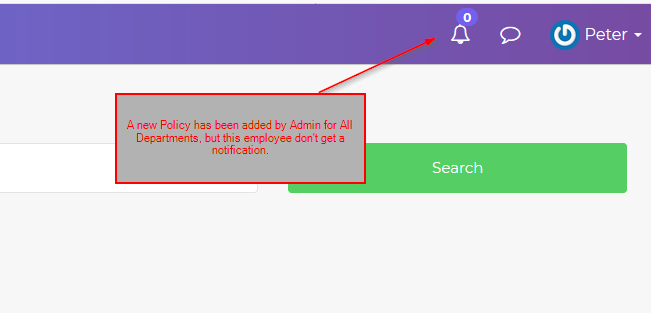 0
Peter
A new Policy has been added by Admin for All
Departments, but this employee don't get a
notification.
Search